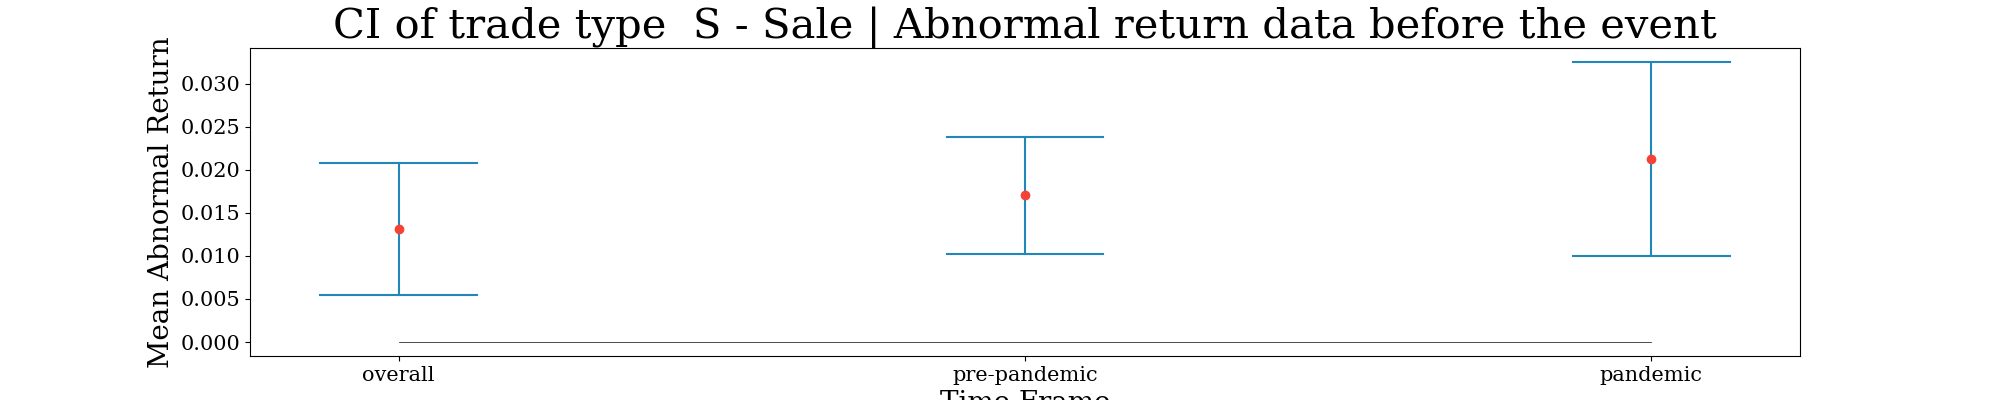 CI of trade type  S - Sale | Abnormal return data before the event
Mean Abnormal Return
0.030
0.025
0.020
0.015
0.010
0.005
0.000
overall
pre-pandemic
pandemic
Time Frame